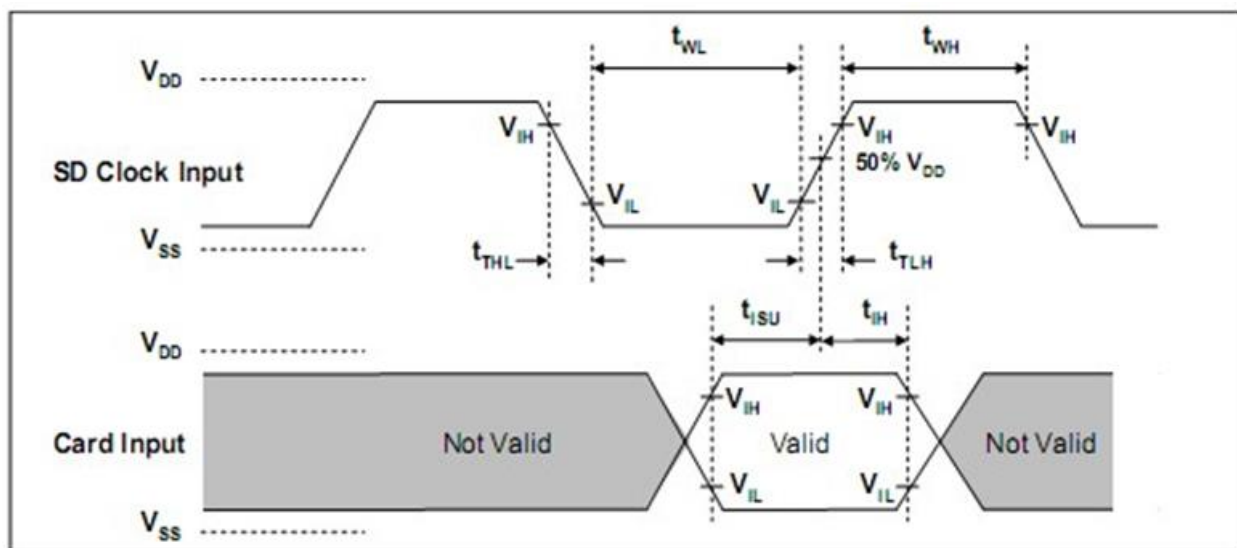 tWL tWH
VDD
VIH VIH VIH
50% VDD
SD Clock Input
VIL VIL
VSS
tTHL tTLH
tISU tIH
VDD
VIH VIH
Card Input Not Valid Valid Not Valid
VIL VIL
VSS